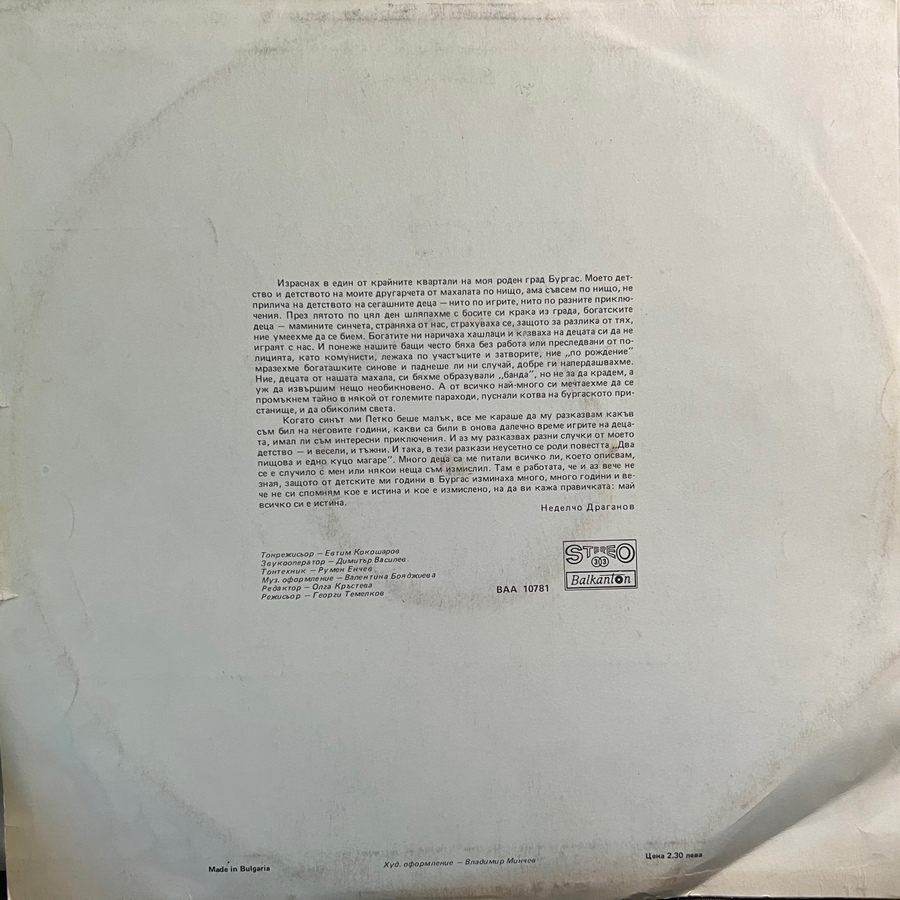 Израснах в един от крайните квартали на моя роден град Бургас. Моето дет-
ство и детството на моите другарчета от махалата по нищо, ама съвсем по нищо, не
прилича на детството на сегашните деца — нито по игрите, нито по разните приклю-
чения. През лятото по цял ден шляпахме с босите си крака из града, богатските
деца — мамините синчета, страняха от нас, страхуваха се, защото за разлика от тях,
ние умеехме да се бием. Богатите ни наричаха хашлаци и кълваха на децата си да не
играят с нас. И понеже нашите бащи често бяха без работа или преследвани от по-
лицията, като комунисти, лежаха по участъците и затворите, ние „по рождение"
мразехме богаташките синове и паднеше ли ни случай, добре ги напердашвахме.
Ние, децата от нашата махала, си бяхме образували „банда", но не за да крадем, а
уж да извършим нещо необикновено. А от всичко най-много си мечтаехме да се
промъкнем тайно в някой от големите параходи, пуснали котва на бургаското при-
станище, и да обиколим света.
Когато синът ми Петко беше малък, все ме караше да му разказвам какъв
съм бил на неговите години, какви са били в онова далечно време игрите на деца-
та, имал ли съм интересни приключения. И аз му разказвах разни случки от моето
детство — и весели, и тъжни. И така, в тези разкази неусетно се роди повестта „Два
пищова и едно куцо магаре". Много деца са ме питали всичко ли, което описвам,
се е случило с мен или някои неща съм измислил. Там е работата, че и аз вече не
зная, защото от детските ми години в Бургас изминаха много, много години и ве-
че не си спомням кое е истина и кое е измислено, на да ви кажа правичката: май
всичко си е истина.
Неделчо Драганов
Тонрежисьор — Евтим Кокошаров
Звукооператор — Димитър Василев
Тонтехник — Румен Енчев
Муз. оформление — Валентина Бояджиева
Редактор — Олга Кръстева
Режисьор — Георги Темелков
ВАА 10781
STEREO
33
Balkanton
Made in Bulgaria
Худ. оформление — Владимир Минчев
Цена 2.30 лева